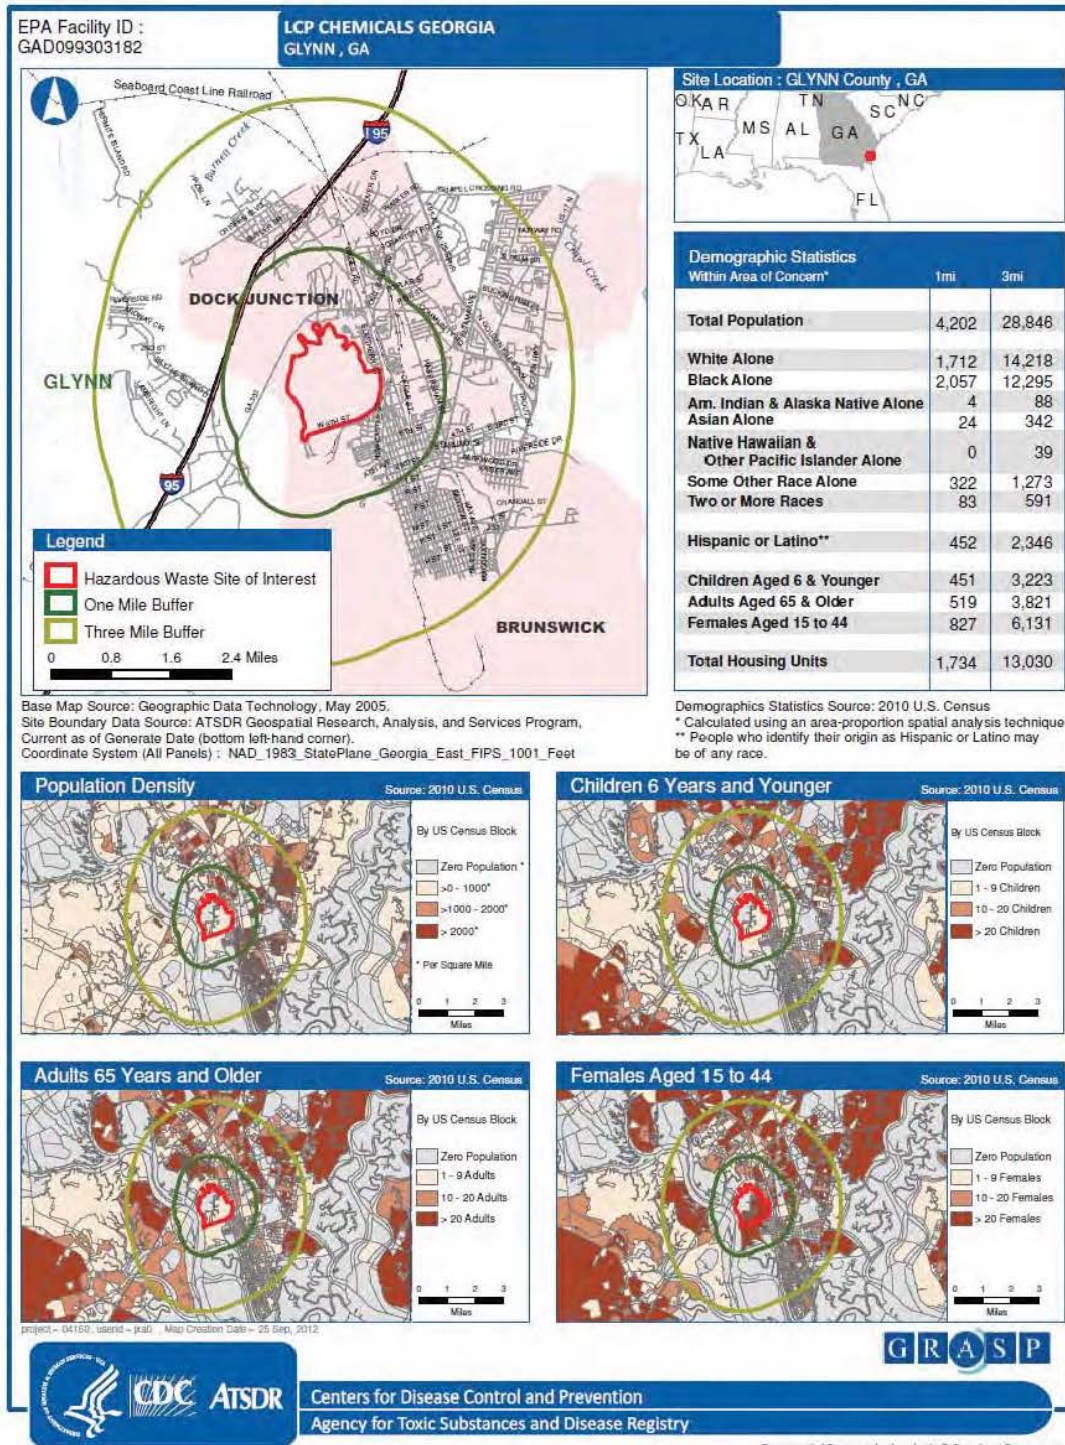 EPA Facility ID :
GAD099303182
LCP CHEMICALS GEORGIA
GLYNN , GA
Seaboard Coast Line Railroad
Burnett Creek
I 95
DOCK JUNCTION
GLYNN
95
BRUNSWICK
RIVERSIDE DR
CRANDALL ST
Legend
Hazardous Waste Site of Interest
One Mile Buffer
Three Mile Buffer
0 0.8 1.6 2.4 Miles
Base Map Source: Geographic Data Technology, May 2005.
Site Boundary Data Source: ATSDR Geospatial Research, Analysis, and Services Program,
Current as of Generate Date (bottom left-hand corner).
Coordinate System (All Panels) : NAD_1983_StatePlane_Georgia_East_FIPS_1001_Feet
Site Location : GLYNN County , GA
OK AR TN NC
SC
TX LA MS AL GA
FL
Demographic Statistics
Within Area of Concern* 1mi 3mi
Total Population 4,202 28,846
White Alone 1,712 14,218
Black Alone 2,057 12,295
Am. Indian & Alaska Native Alone 4 88
Asian Alone 24 342
Native Hawaiian &
Other Pacific Islander Alone 0 39
Some Other Race Alone 322 1,273
Two or More Races 83 591
Hispanic or Latino** 452 2,346
Children Aged 6 & Younger 451 3,223
Adults Aged 65 & Older 519 3,821
Females Aged 15 to 44 827 6,131
Total Housing Units 1,734 13,030
Demographics Statistics Source: 2010 U.S. Census
* Calculated using an area-proportion spatial analysis technique
** People who identify their origin as Hispanic or Latino may
be of any race.
Population Density Source: 2010 U.S. Census
By US Census Block
Zero Population *
>0 - 1000*
>1000 - 2000*
> 2000*
* Per Square Mile
0 1 2 3
Miles
Children 6 Years and Younger Source: 2010 U.S. Census
By US Census Block
Zero Population
1 - 9 Children
10 - 20 Children
> 20 Children
0 1 2 3
Miles
Adults 65 Years and Older Source: 2010 U.S. Census
By US Census Block
Zero Population
1 - 9 Adults
10 - 20 Adults
> 20 Adults
0 1 2 3
Miles
Females Aged 15 to 44 Source: 2010 U.S. Census
By US Census Block
Zero Population
1 - 9 Females
10 - 20 Females
> 20 Females
0 1 2 3
Miles
project = 04160 , userid = jxa0 , Map Creation Date = 25 Sep, 2012
GRASP
CDC ATSDR
Centers for Disease Control and Prevention
Agency for Toxic Substances and Disease Registry